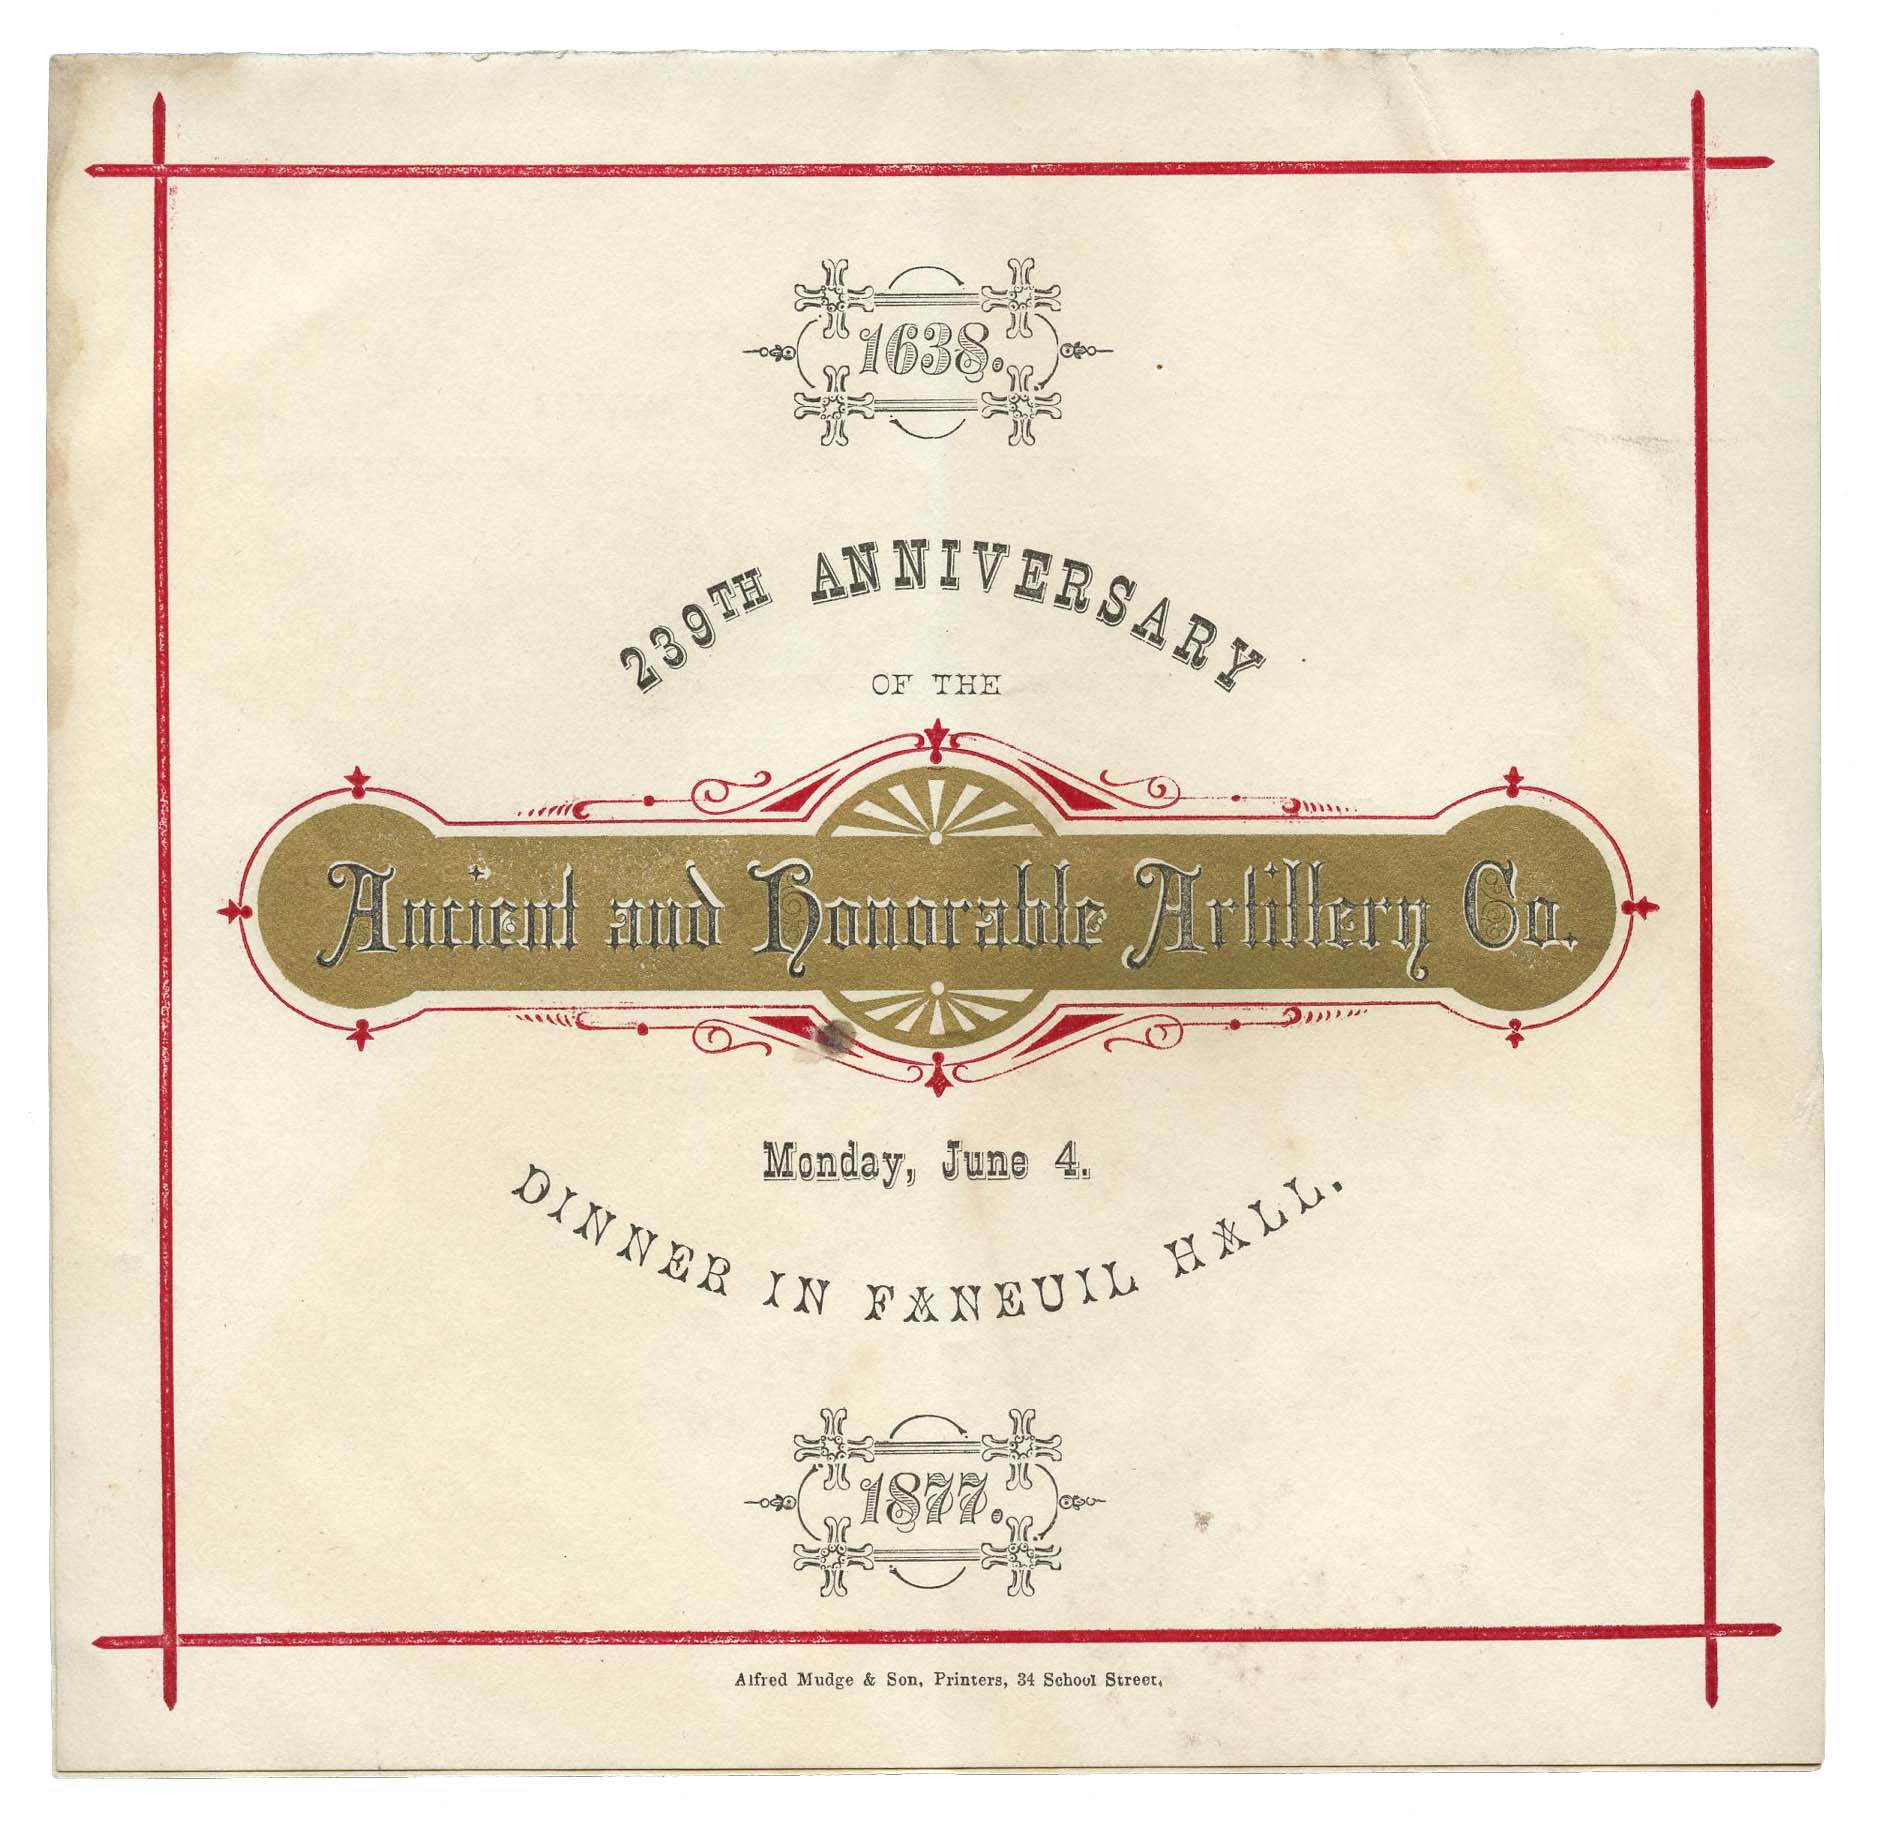 1638.
239TH ANNIVERSARY
OF THE
Ancient and Honorable Artillery Co.
Monday, June 4.
DINNER IN FANEUIL HALL.
1877.
Alfred Mudge & Son, Printers, 34 School Street.